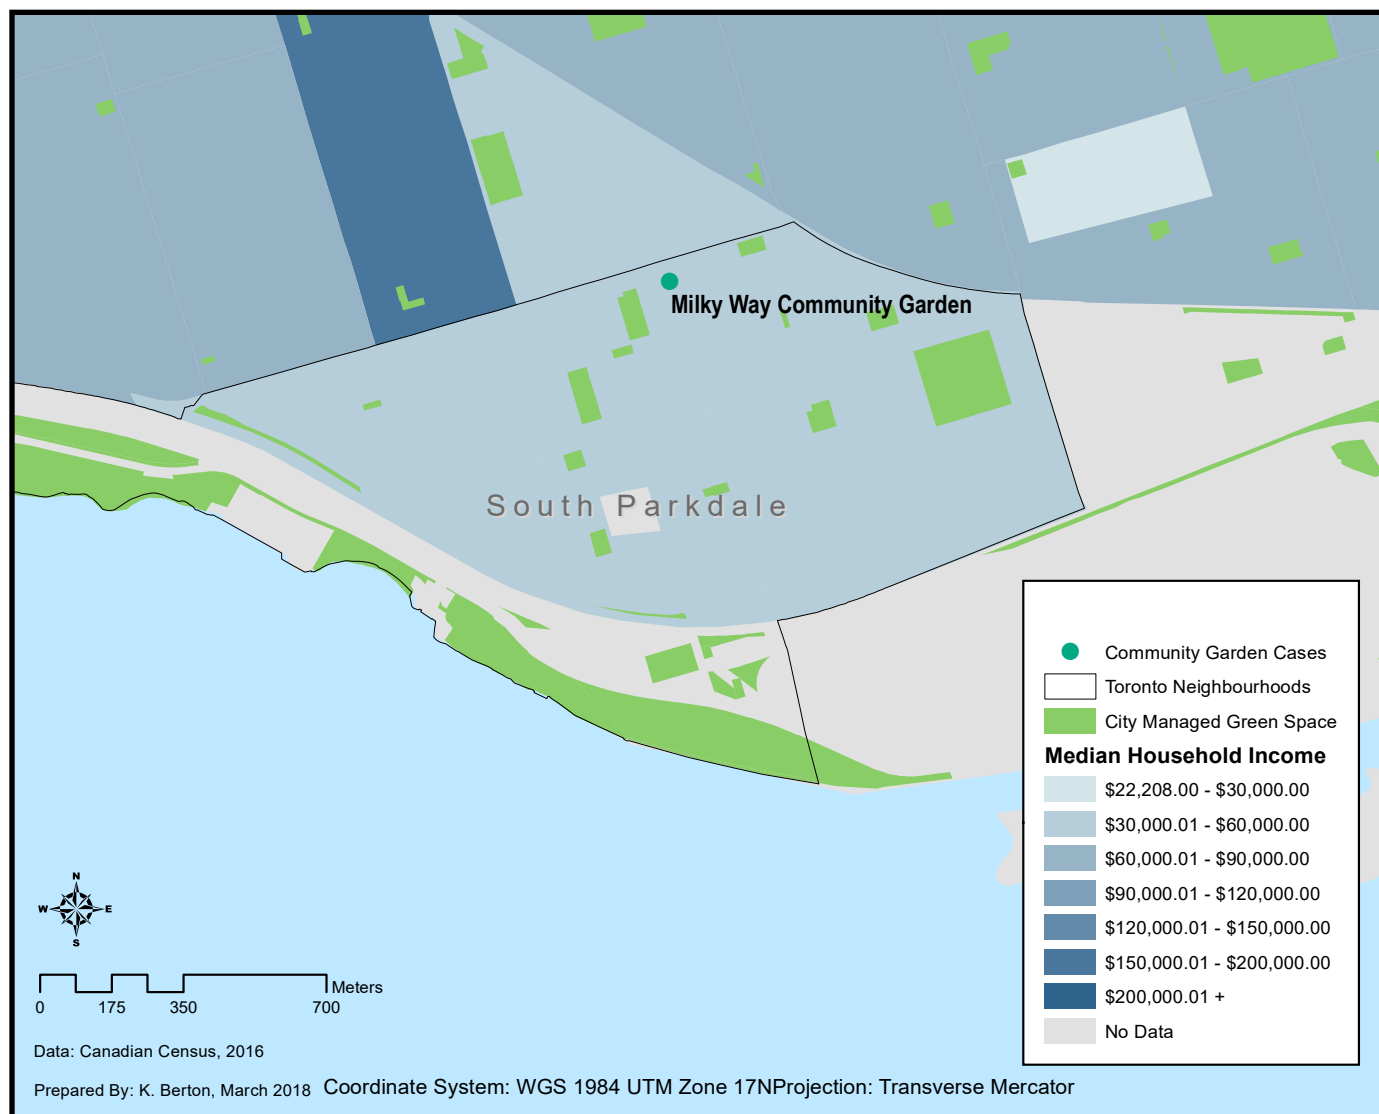 Milky Way Community Garden
South Parkdale
Community Garden Cases
Toronto Neighbourhoods
City Managed Green Space
Median Household Income
$22,208.00 - $30,000.00
$30,000.01 - $60,000.00
$60,000.01 - $90,000.00
$90,000.01 - $120,000.00
$120,000.01 - $150,000.00
$150,000.01 - $200,000.00
$200,000.01 +
No Data
N
W E
S
Meters
0 175 350 700
Data: Canadian Census, 2016
Prepared By: K. Berton, March 2018 Coordinate System: WGS 1984 UTM Zone 17NProjection: Transverse Mercator